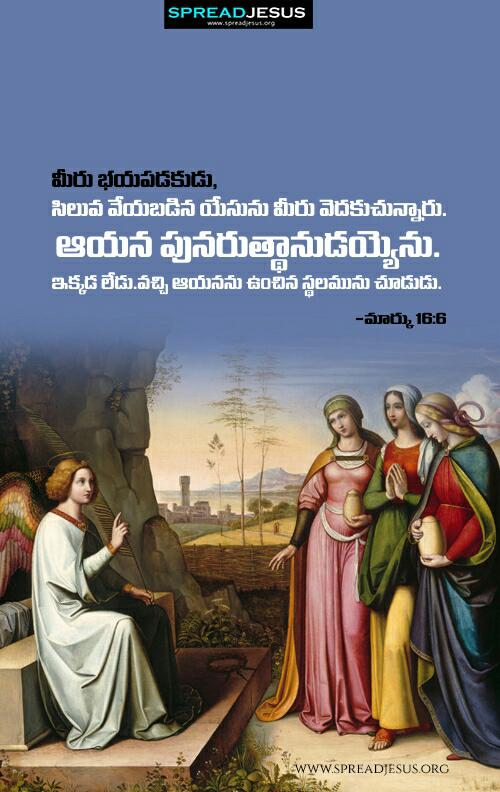 SPREADJESUS
www.spreadjesus.org
మీరు భయపడకుడు,
సిలువ వేయబడిన యేసును మీరు వెదకుచున్నారు.
ఆయన పునరుత్థానుడయ్యెను.
ఇక్కడ లేడు.వచ్చి ఆయనను ఉంచిన స్థలమును చూడుడు.
-మార్కు 16:6
WWW.SPREADJESUS.ORG